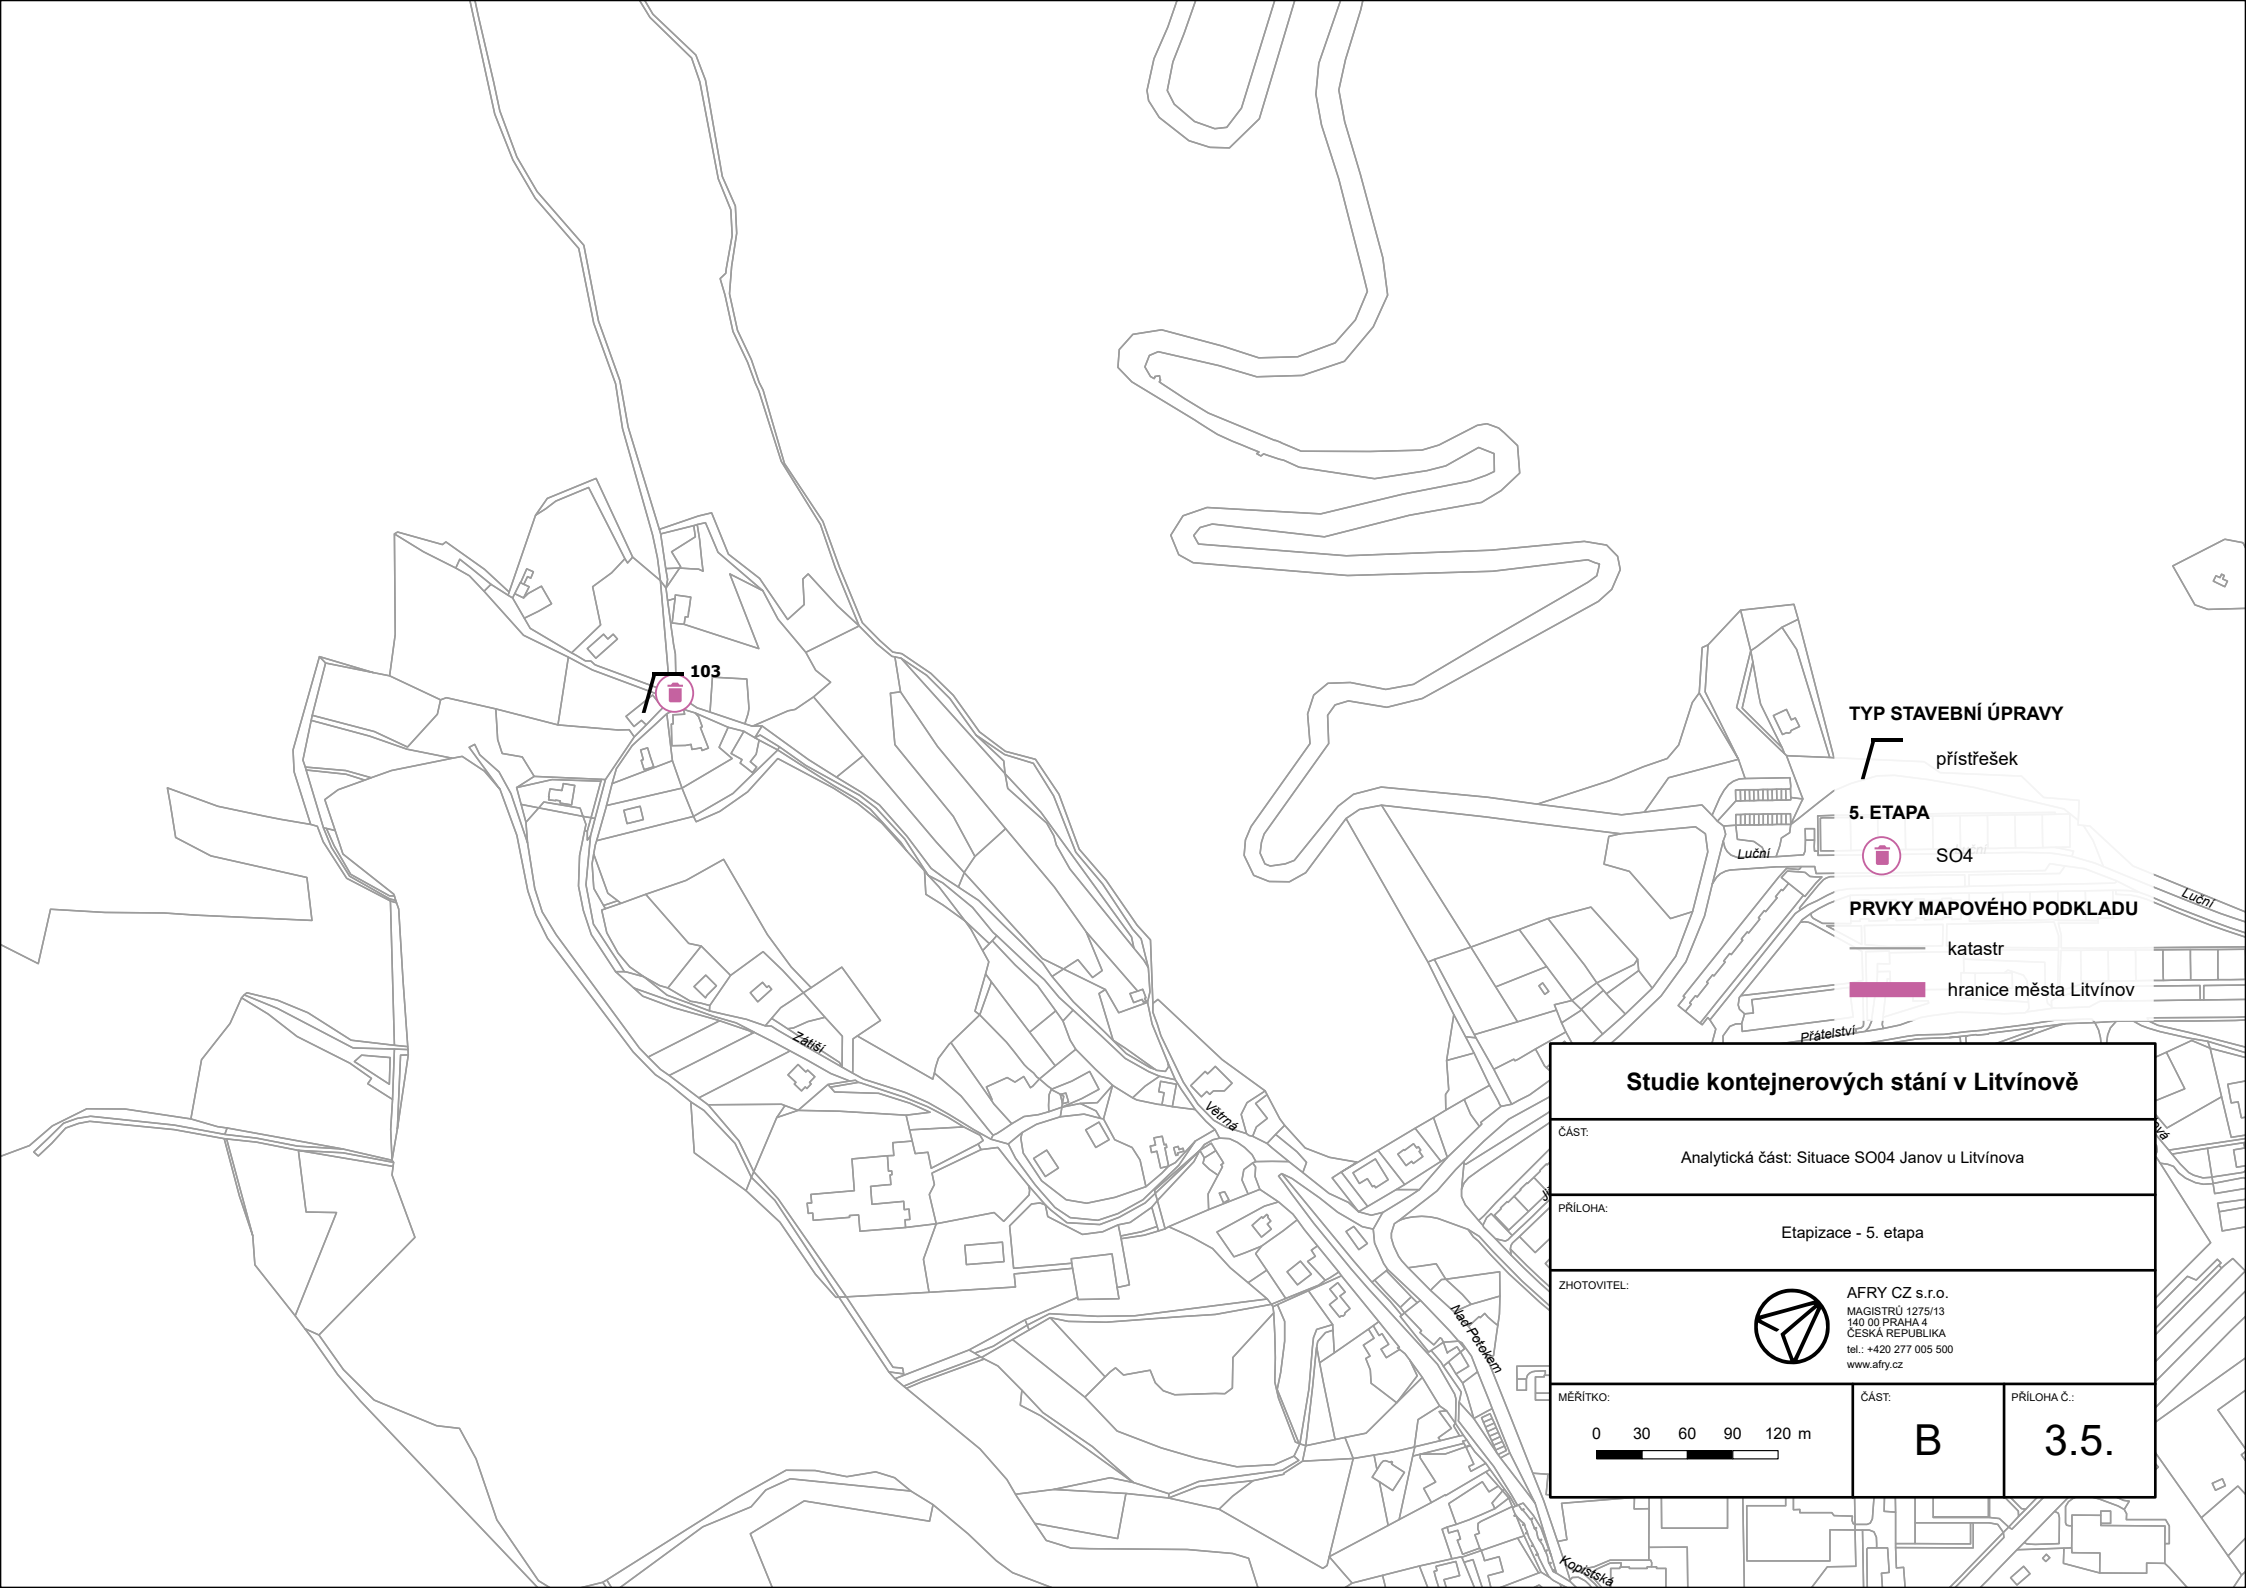 103
TYP STAVEBNÍ ÚPRAVY
přístřešek
5. ETAPA
SO4
PRVKY MAPOVÉHO PODKLADU
katastr
hranice města Litvínov
Luční
Luční
Přátelství
Zátiší
Větrná
Nad Potokem
Kopistská
Studie kontejnerových stání v Litvínově
ČÁST:
Analytická část: Situace SO04 Janov u Litvínova
PŘÍLOHA:
Etapizace - 5. etapa
ZHOTOVITEL:
AFRY CZ s.r.o.
MAGISTRŮ 1275/13
140 00 PRAHA 4
ČESKÁ REPUBLIKA
tel.: +420 277 005 500
www.afry.cz
MĚŘÍTKO:
0 30 60 90 120 m
ČÁST:
B
PŘÍLOHA Č.:
3.5.